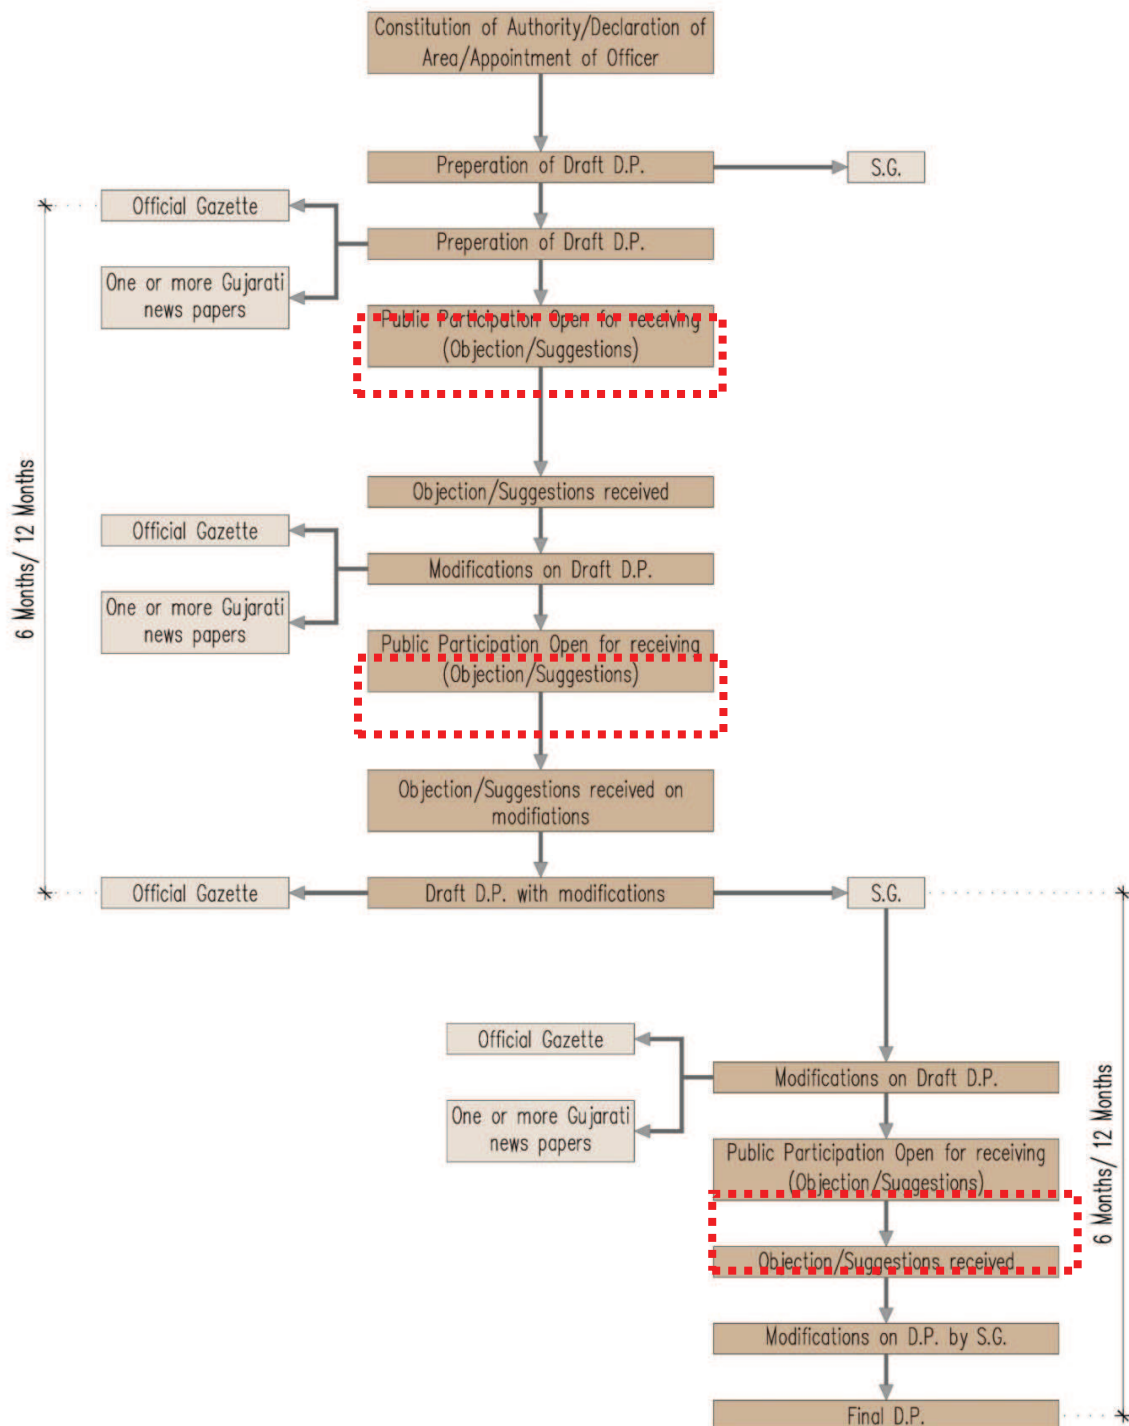 Constitution of Authority/Declaration of
Area/Appointment of Officer
Preperation of Draft D.P.
S.G.
Official Gazette
Preperation of Draft D.P.
One or more Gujarati
news papers
Public Participation Open for receiving
(Objection/Suggestions)
6 Months/ 12 Months
Objection/Suggestions received
Official Gazette
Modifications on Draft D.P.
One or more Gujarati
news papers
Public Participation Open for receiving
(Objection/Suggestions)
Objection/Suggestions received on
modifiations
Official Gazette
Draft D.P. with modifications
S.G.
Official Gazette
Modifications on Draft D.P.
One or more Gujarati
news papers
Public Participation Open for receiving
(Objection/Suggestions)
6 Months/ 12 Months
Objection/Suggestions received
Modifications on D.P. by S.G.
Final D.P.